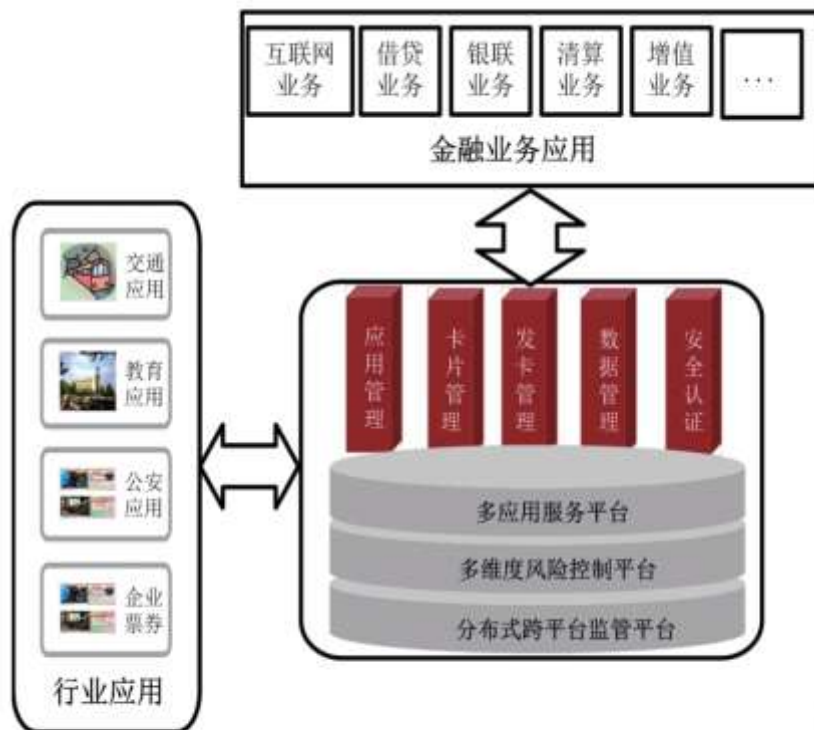 互联网
业务
借贷
业务
银联
业务
清算
业务
增值
业务
...
金融业务应用
交通
应用
教育
应用
公安
应用
企业
票券
行业应用
应用管理
卡片管理
发卡管理
数据管理
安全认证
多应用服务平台
多维度风险控制平台
分布式跨平台监管平台